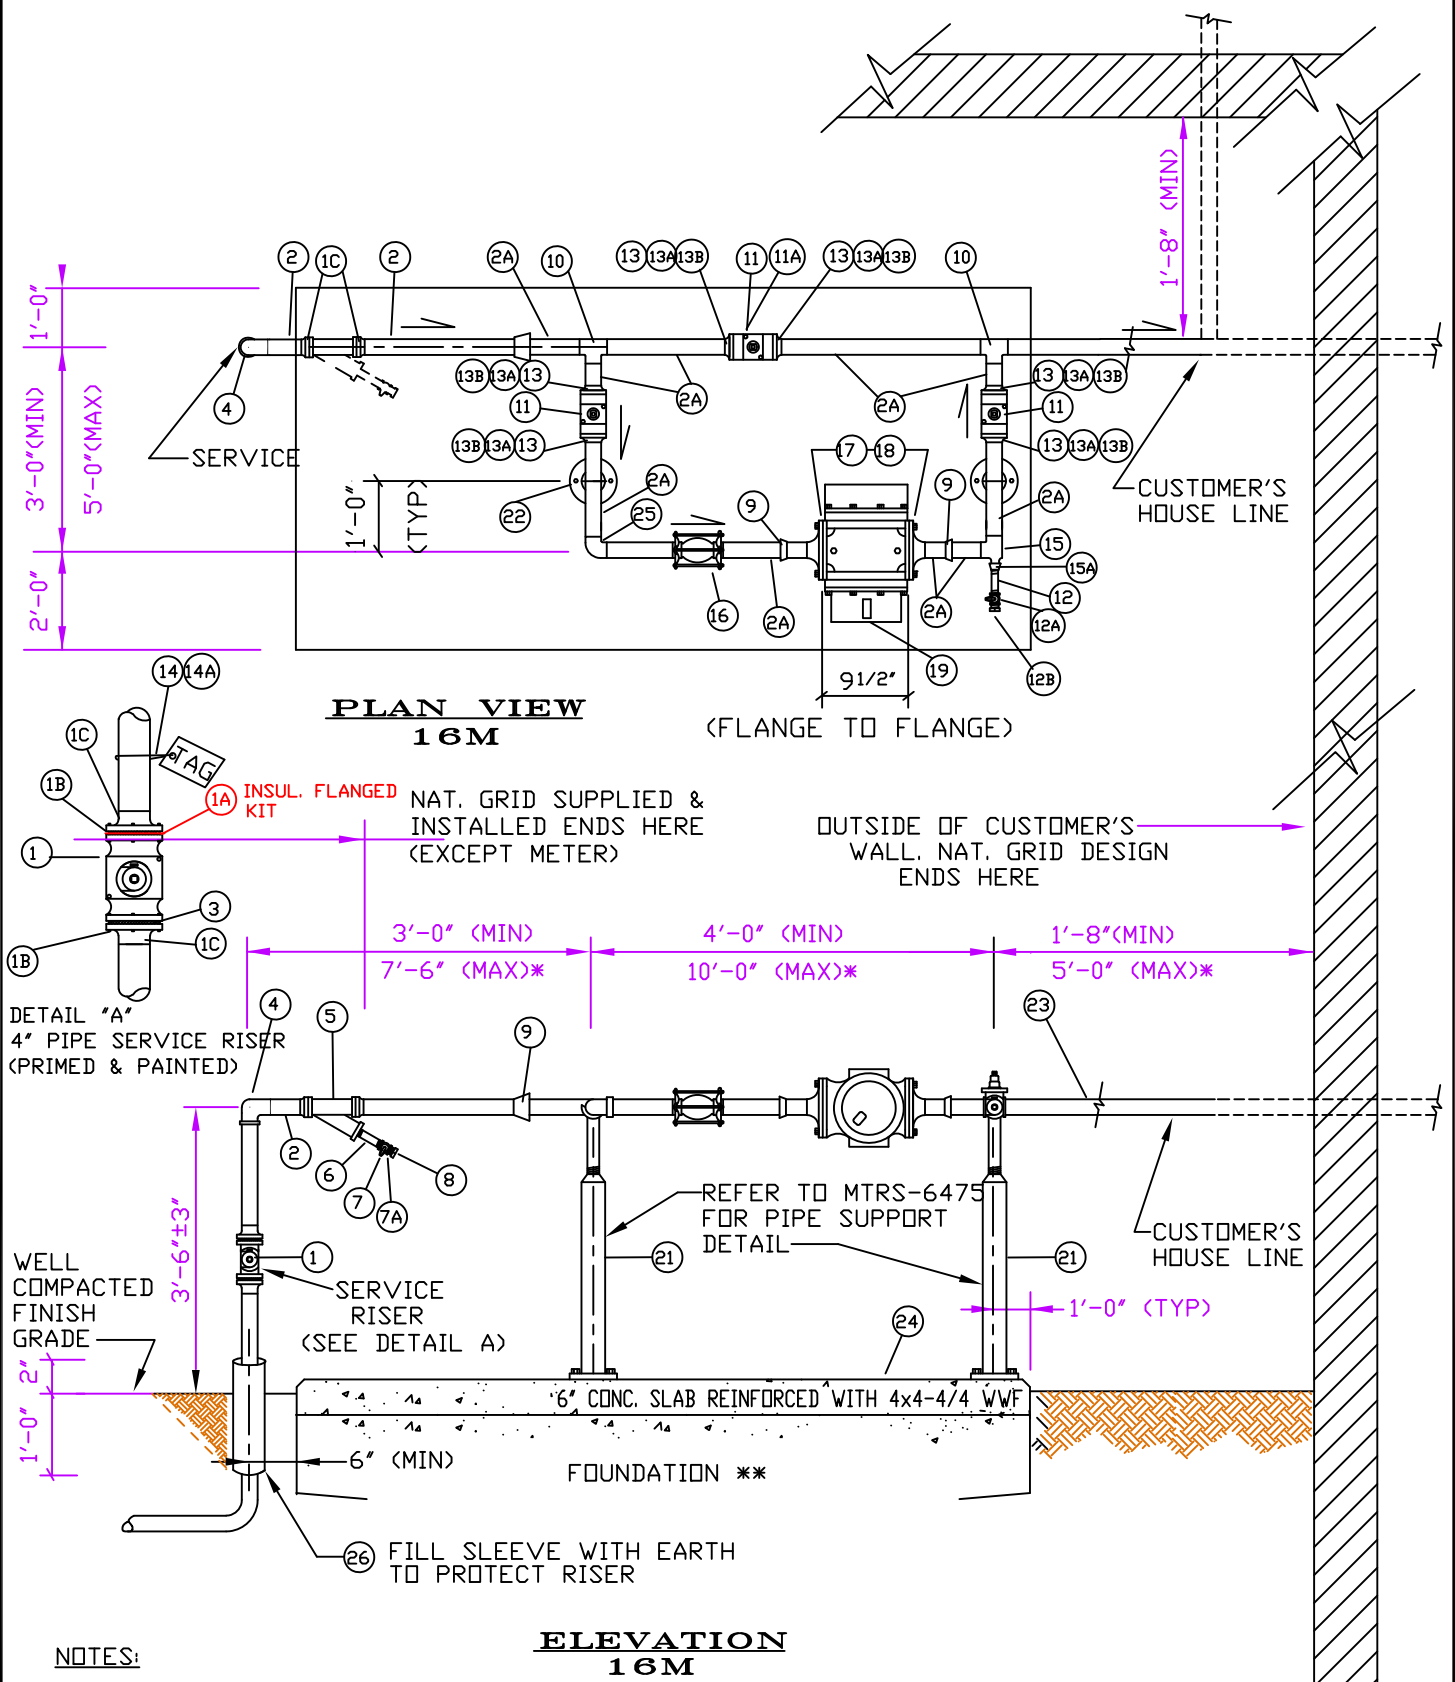 1'-8" (MIN)
2
1C
2
2A
10
13 13A 13B
11 11A
13 13A 13B
10
1'-0"
3'-0"(MIN)
5'-0"(MAX)
2'-0"
4
SERVICE
13B 13A 13
11
13B 13A 13
2A
2A
13 13A 13B
11
13 13A 13B
17 18
9
2A
CUSTOMER'S
HOUSE LINE
1'-0"
(TYP)
22
2A
25
9
16
2A
2A
15
15A
12
12A
12B
19
9 1/2"
(FLANGE TO FLANGE)
PLAN VIEW
16M
14 14A
1C
TAG
1B
1A INSUL. FLANGED
KIT
1
3
1C
1B
DETAIL "A"
4" PIPE SERVICE RISER
(PRIMED & PAINTED)
NAT. GRID SUPPLIED &
INSTALLED ENDS HERE
(EXCEPT METER)
OUTSIDE OF CUSTOMER'S
WALL. NAT. GRID DESIGN
ENDS HERE
3'-0" (MIN)
7'-6" (MAX)*
4'-0" (MIN)
10'-0" (MAX)*
1'-8"(MIN)
5'-0" (MAX)*
4
5
9
23
2
6
7
7A
8
3'-6"±3"
1
SERVICE
RISER
(SEE DETAIL A)
WELL
COMPACTED
FINISH
GRADE
2"
1'-0"
REFER TO MTRS-6475
FOR PIPE SUPPORT
DETAIL
21
21
CUSTOMER'S
HOUSE LINE
1'-0" (TYP)
24
6" CONC. SLAB REINFORCED WITH 4x4-4/4 WWF
6" (MIN)
FOUNDATION **
26 FILL SLEEVE WITH EARTH
TO PROTECT RISER
ELEVATION
16M
NOTES: